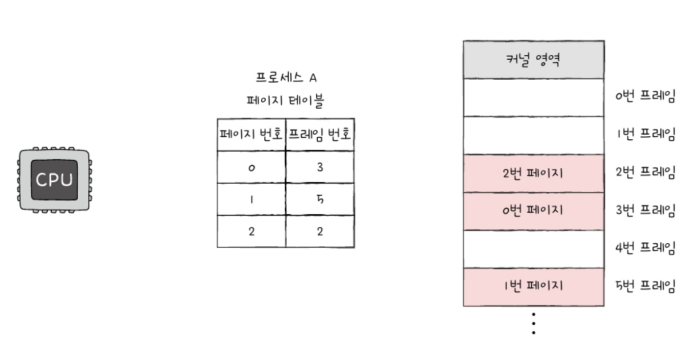 CPU
프로세스 A
페이지 테이블
페이지 번호 프레임 번호
0 3
1 5
2 2
커널 영역
0번 프레임
1번 프레임
2번 페이지 2번 프레임
0번 페이지 3번 프레임
4번 프레임
1번 페이지 5번 프레임